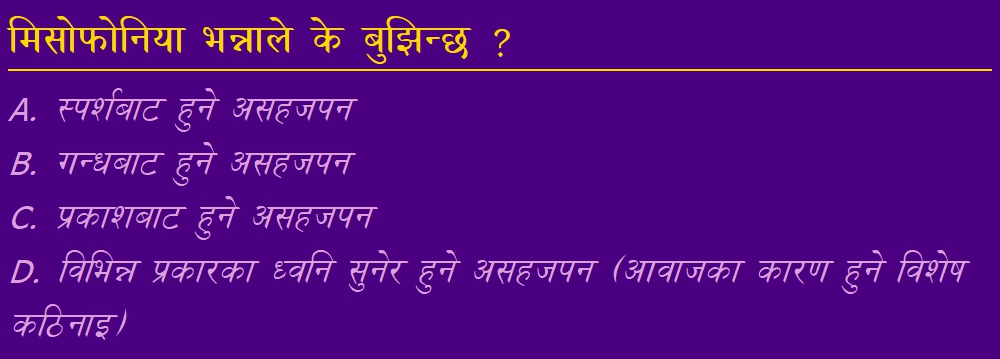 मिसोफोनिया भन्नाले के बुझिन्छ ?
A. स्पर्शबाट हुने असहजपन
B. गन्धबाट हुने असहजपन
C. प्रकाशबाट हुने असहजपन
D. विभिन्न प्रकारका ध्वनि सुनेर हुने असहजपन (आवाजका कारण हुने विशेष
कठिनाइ)